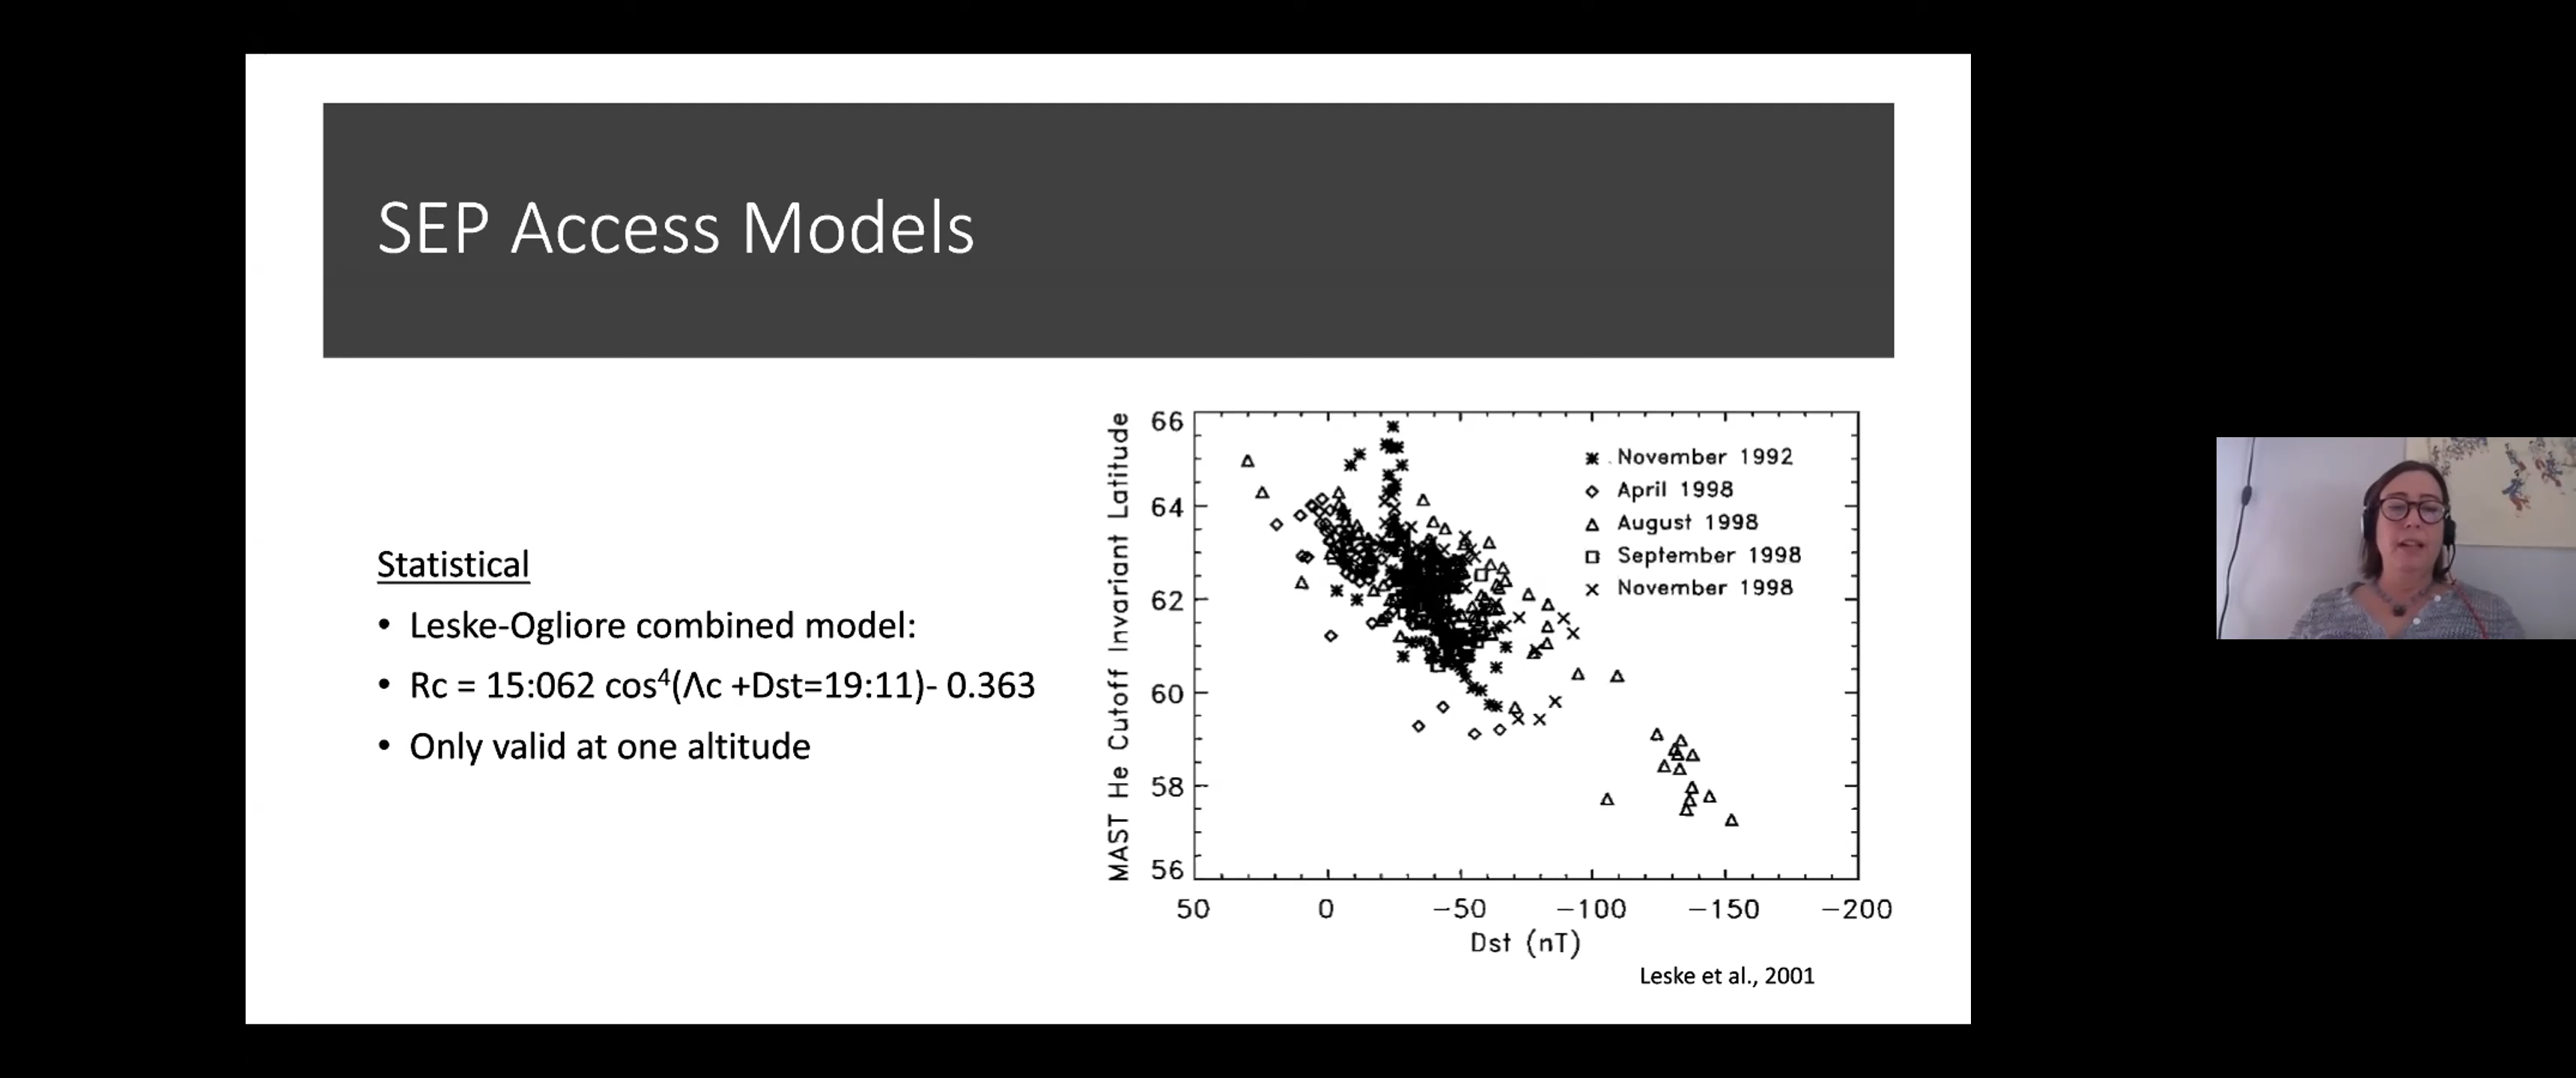 SEP Access Models
Statistical
• Leske-Ogliore combined model:
• Rc = 15:062 cos⁴(Λc +Dst=19:11)- 0.363
• Only valid at one altitude
MAST He Cutoff Invariant Latitude
66
64
62
60
58
56
November 1992
April 1998
August 1998
September 1998
November 1998
50 0 −50 −100 −150 −200
Dst (nT)
Leske et al., 2001